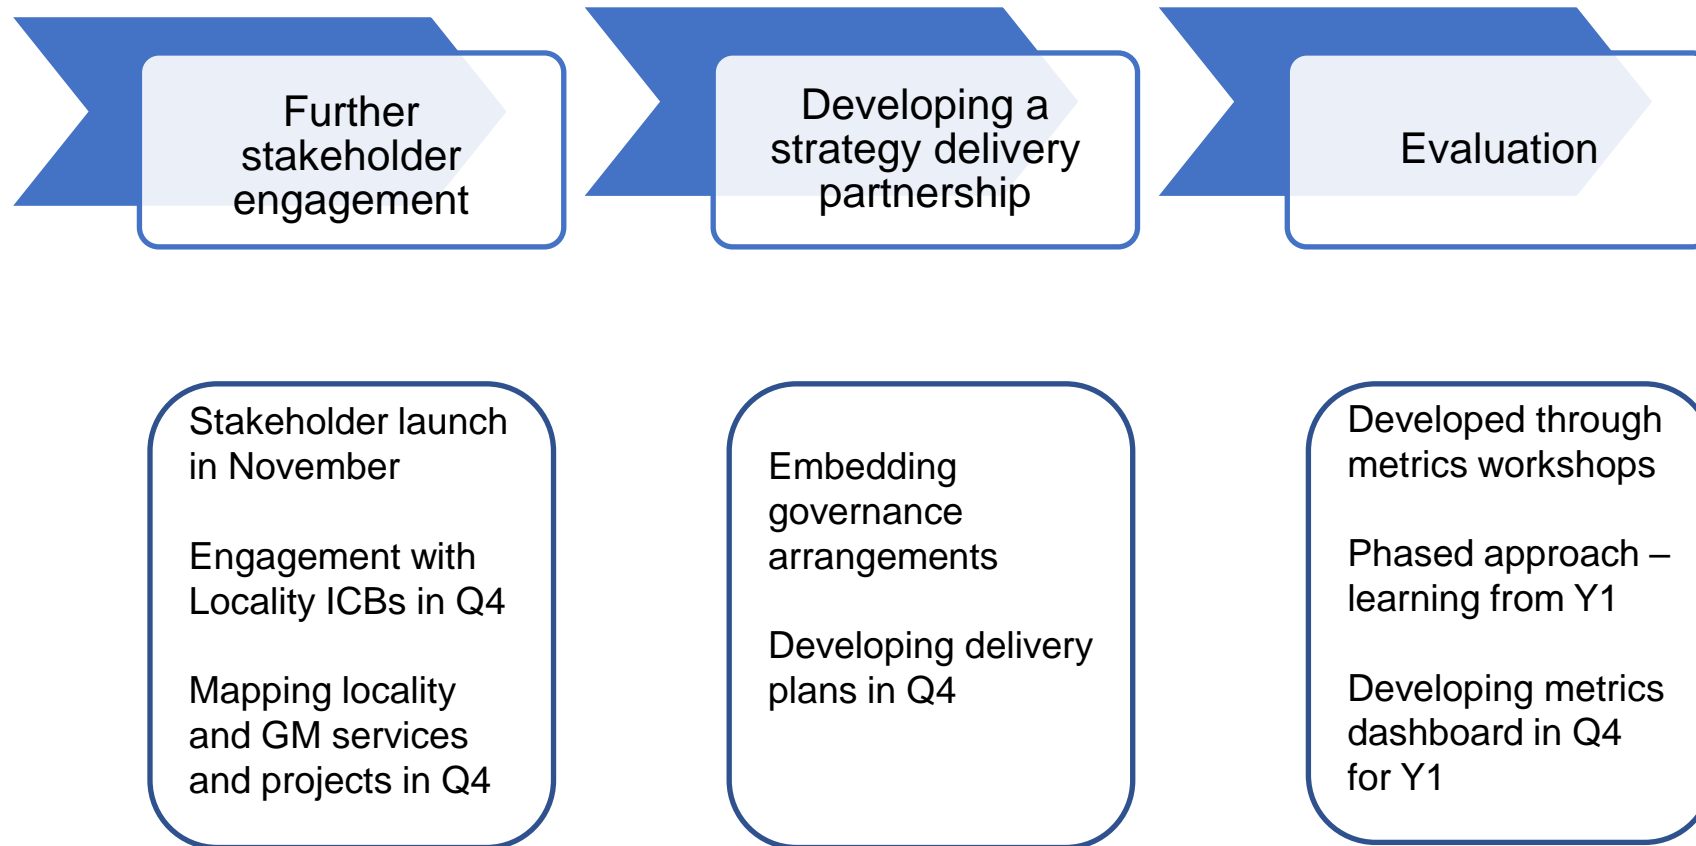 Further
stakeholder
engagement
Developing a
strategy delivery
partnership
Evaluation
Stakeholder launch
in November
Engagement with
Locality ICBs in Q4
Mapping locality
and GM services
and projects in Q4
Embedding
governance
arrangements
Developing delivery
plans in Q4
Developed through
metrics workshops
Phased approach –
learning from Y1
Developing metrics
dashboard in Q4
for Y1